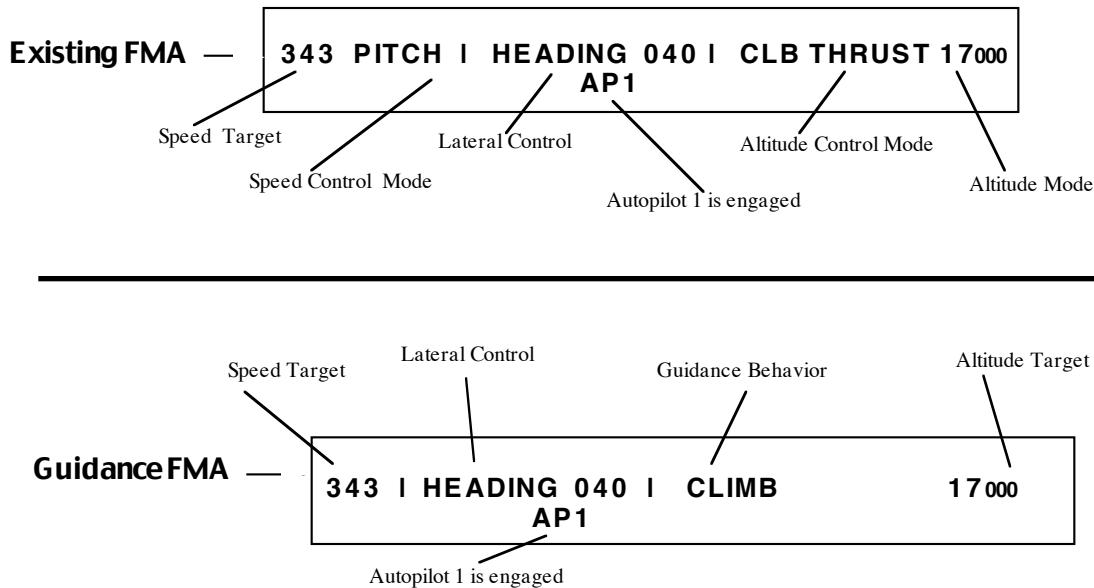 Existing FMA — 343 PITCH | HEADING 040 | CLB THRUST 17000
AP1
Speed Target
Lateral Control
Altitude Control Mode
Speed Control Mode
Altitude Mode
Autopilot 1 is engaged
Lateral Control
Altitude Target
Speed Target
Guidance Behavior
Guidance FMA —
343 | HEADING 040 | CLIMB 17000
AP1
Autopilot 1 is engaged